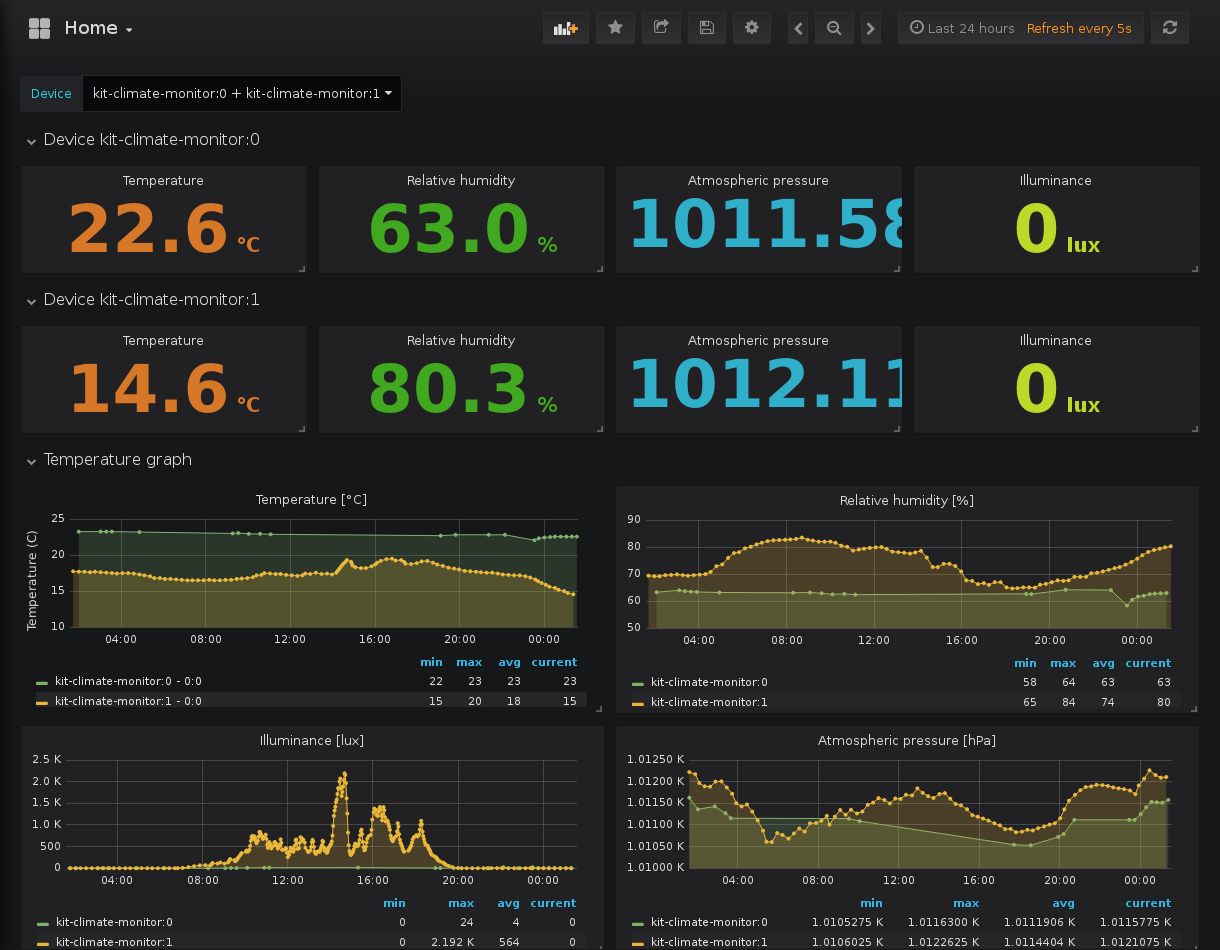 Home
Last 24 hours Refresh every 5s
Device kit-climate-monitor:0 + kit-climate-monitor:1
Device kit-climate-monitor:0
Temperature Relative humidity Atmospheric pressure Illuminance
22.6 °C 63.0 % 1011.58 0 lux
Device kit-climate-monitor:1
Temperature Relative humidity Atmospheric pressure Illuminance
14.6 °C 80.3 % 1012.11 0 lux
Temperature graph
Temperature [°C]
Temperature (C)
25
20
15
10
04:00 08:00 12:00 16:00 20:00 00:00
min max avg current
kit-climate-monitor:0 - 0:0 22 23 23 23
kit-climate-monitor:1 - 0:0 15 20 18 15
Relative humidity [%]
90
80
70
60
50
04:00 08:00 12:00 16:00 20:00 00:00
min max avg current
kit-climate-monitor:0 58 64 63 63
kit-climate-monitor:1 65 84 74 80
Illuminance [lux]
2.5 K
2.0 K
1.5 K
1.0 K
500
0
04:00 08:00 12:00 16:00 20:00 00:00
min max avg current
kit-climate-monitor:0 0 24 4 0
kit-climate-monitor:1 0 2.192 K 564 0
Atmospheric pressure [hPa]
1.01250 K
1.01200 K
1.01150 K
1.01100 K
1.01050 K
1.01000 K
04:00 08:00 12:00 16:00 20:00 00:00
min max avg current
kit-climate-monitor:0 1.0105275 K 1.0116300 K 1.0111906 K 1.0115775 K
kit-climate-monitor:1 1.0106025 K 1.0122625 K 1.0114404 K 1.0121075 K